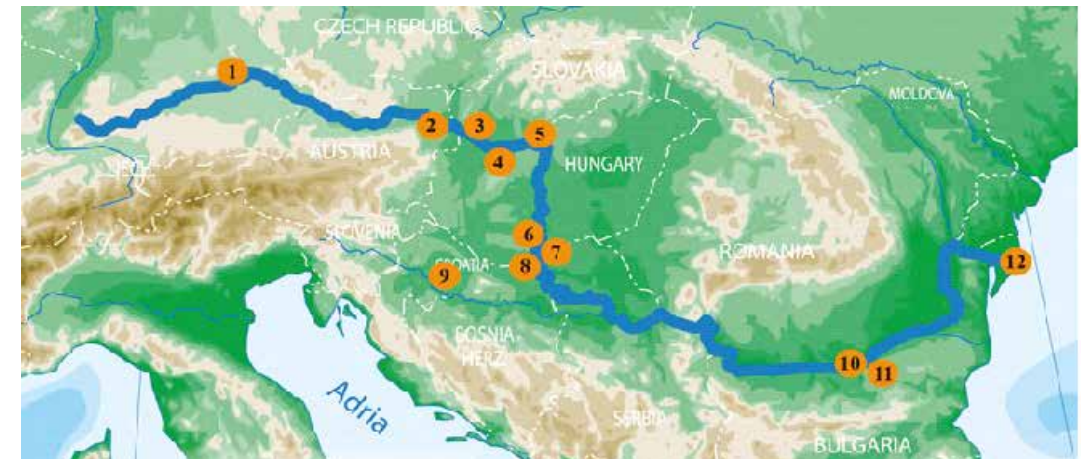 CZECH REPUBLIC
SLOVAKIA
MOLDOVA
1
2
3
4
5
AUSTRIA
HUNGARY
6
7
8
SLOVENIA
CROATIA
9
ROMANIA
12
BOSNIA
HERZ
10
11
Adria
SERBIA
BULGARIA